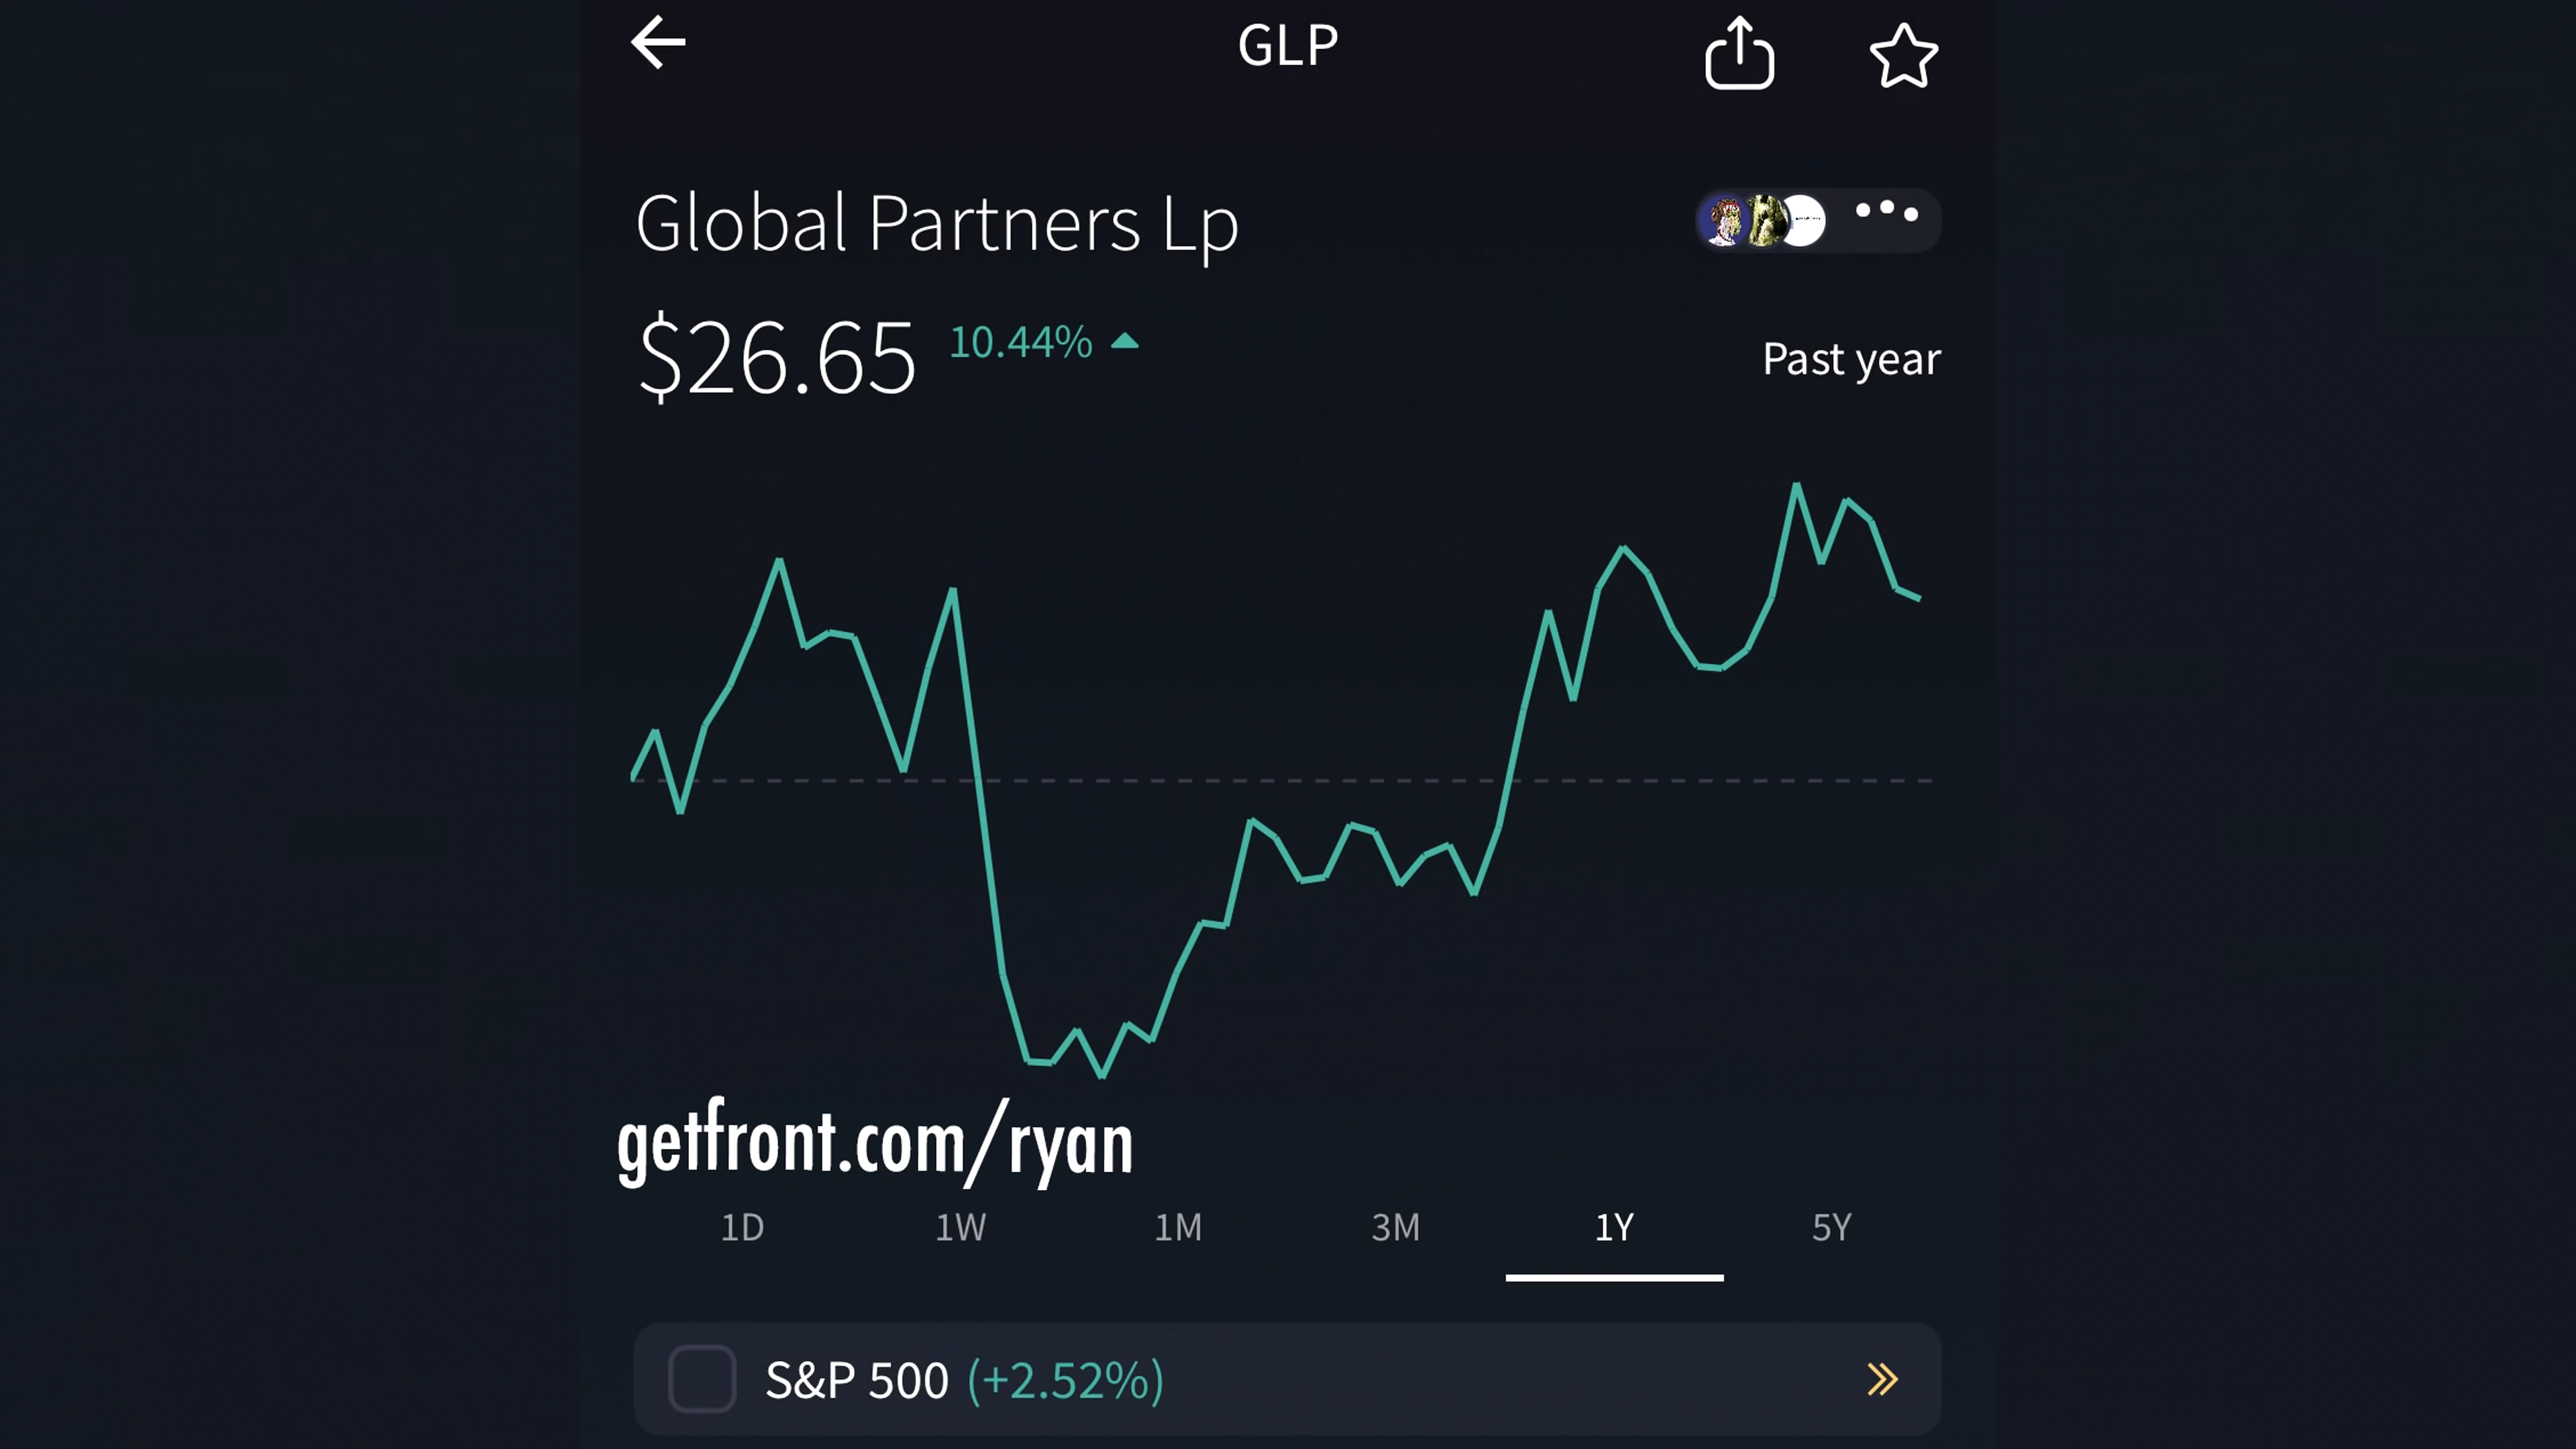 GLP
Global Partners Lp
$26.65 10.44%
Past year
getfront.com/ryan
1D 1W 1M 3M 1Y 5Y
S&P 500 (+2.52%)